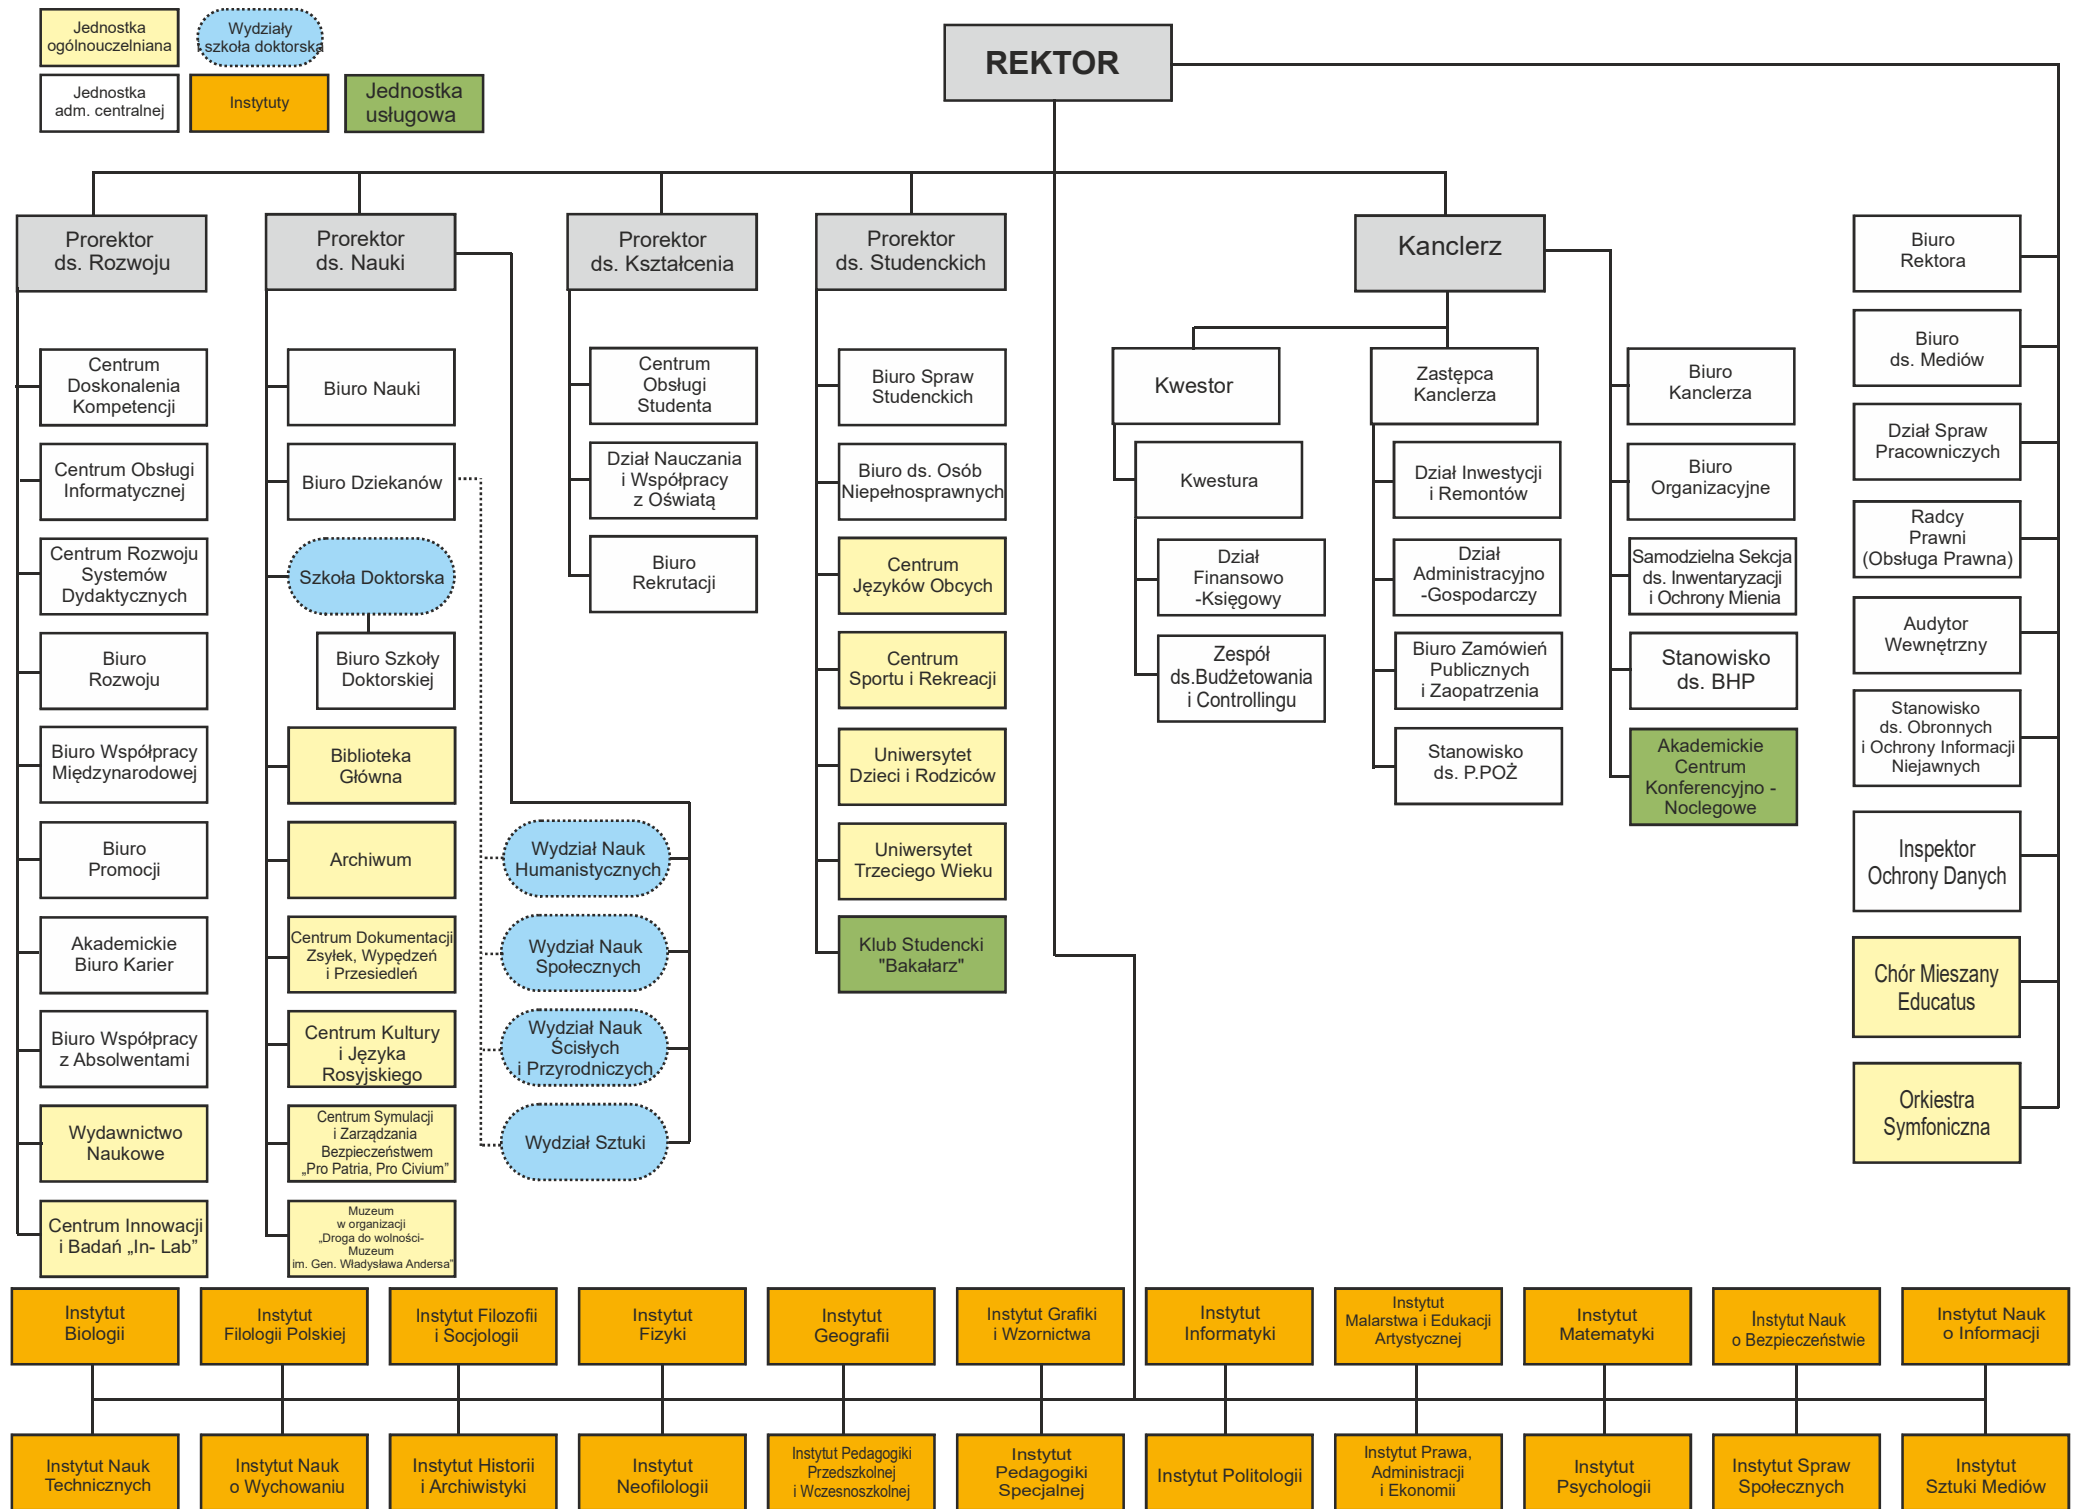 Jednostka
ogólnouczelniana
Wydziały
szkoła doktorska
Jednostka
adm. centralnej
Instytuty
Jednostka
usługowa
REKTOR
Prorektor
ds. Rozwoju
Prorektor
ds. Nauki
Prorektor
ds. Kształcenia
Prorektor
ds. Studenckich
Kanclerz
Centrum
Doskonalenia
Kompetencji
Centrum Obsługi
Informatycznej
Centrum Rozwoju
Systemów
Dydaktycznych
Biuro
Rozwoju
Biuro Współpracy
Międzynarodowej
Biuro
Promocji
Akademickie
Biuro Karier
Biuro Współpracy
z Absolwentami
Wydawnictwo
Naukowe
Centrum Innowacji
i Badań „In- Lab”
Biuro Nauki
Biuro Dziekanów
Szkoła Doktorska
Biuro Szkoły
Doktorskiej
Biblioteka
Główna
Archiwum
Centrum Dokumentacji
Zsyłek, Wypędzeń
i Przesiedleń
Centrum Kultury
i Języka
Rosyjskiego
Centrum Symulacji
i Zarządzania
Bezpieczeństwem
„Pro Patria, Pro Civium”
Muzeum
w organizacji
„Droga do wolności-
Muzeum
im. Gen. Władysława Andersa”
Wydział Nauk
Humanistycznych
Wydział Nauk
Społecznych
Wydział Nauk
Ścisłych
i Przyrodniczych
Wydział Sztuki
Centrum
Obsługi
Studenta
Dział Nauczania
i Współpracy
z Oświatą
Biuro
Rekrutacji
Biuro Spraw
Studenckich
Biuro ds. Osób
Niepełnosprawnych
Centrum
Języków Obcych
Centrum
Sportu i Rekreacji
Uniwersytet
Dzieci i Rodziców
Uniwersytet
Trzeciego Wieku
Klub Studencki
"Bakałarz"
Kwestor
Kwestura
Dział
Finansowo
-Księgowy
Zespół
ds.Budżetowania
i Controllingu
Zastępca
Kanclerza
Dział Inwestycji
i Remontów
Dział
Administracyjno
-Gospodarczy
Biuro Zamówień
Publicznych
i Zaopatrzenia
Stanowisko
ds. P.POŻ
Biuro
Kanclerza
Biuro
Organizacyjne
Samodzielna Sekcja
ds. Inwentaryzacji
i Ochrony Mienia
Stanowisko
ds. BHP
Akademickie
Centrum
Konferencyjno -
Noclegowe
Biuro
Rektora
Biuro
ds. Mediów
Dział Spraw
Pracowniczych
Radcy
Prawni
(Obsługa Prawna)
Audytor
Wewnętrzny
Stanowisko
ds. Obronnych
i Ochrony Informacji
Niejawnych
Inspektor
Ochrony Danych
Chór Mieszany
Educatus
Orkiestra
Symfoniczna
Instytut
Biologii
Instytut
Filologii Polskiej
Instytut Filozofii
i Socjologii
Instytut
Fizyki
Instytut
Geografii
Instytut Grafiki
i Wzornictwa
Instytut
Informatyki
Instytut
Malarstwa i Edukacji
Artystycznej
Instytut
Matematyki
Instytut Nauk
o Bezpieczeństwie
Instytut Nauk
o Informacji
Instytut Nauk
Technicznych
Instytut Nauk
o Wychowaniu
Instytut Historii
i Archiwistyki
Instytut
Neofilologii
Instytut Pedagogiki
Przedszkolnej
i Wczesnoszkolnej
Instytut
Pedagogiki
Specjalnej
Instytut Politologii
Instytut Prawa,
Administracji
i Ekonomii
Instytut
Psychologii
Instytut Spraw
Społecznych
Instytut
Sztuki Mediów